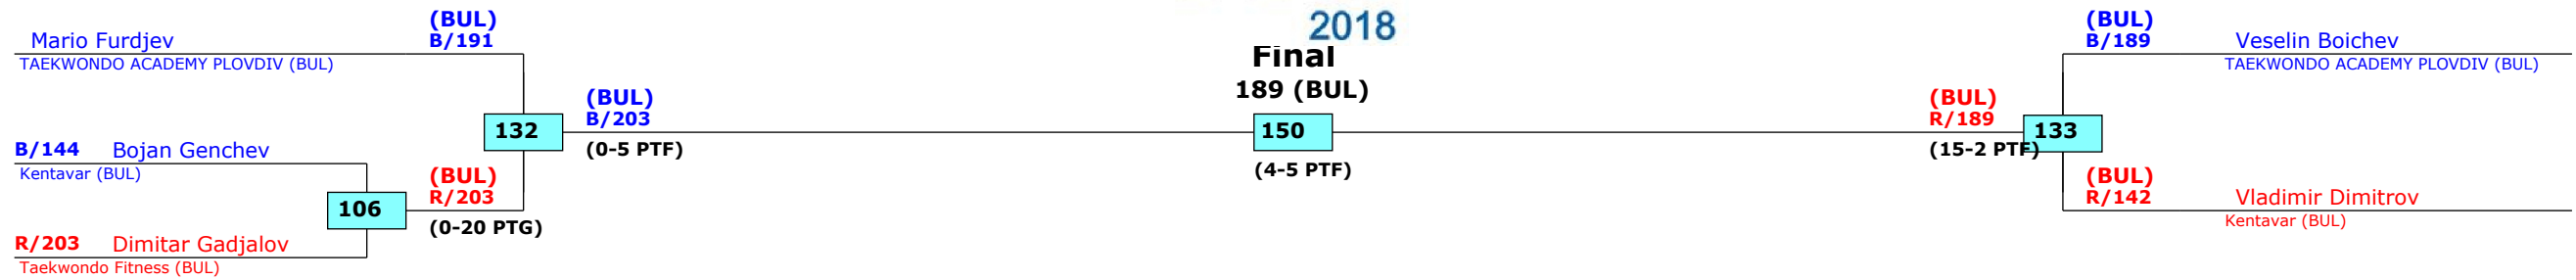 2018
Final
189 (BUL)
150
(4-5 PTF)
(BUL)
B/191
Mario Furdjev
TAEKWONDO ACADEMY PLOVDIV (BUL)
132
(BUL)
B/203
(0-5 PTF)
B/144 Bojan Genchev
Kentavar (BUL)
106
(BUL)
R/203
(0-20 PTG)
R/203 Dimitar Gadjalov
Taekwondo Fitness (BUL)
(BUL)
B/189
Veselin Boichev
TAEKWONDO ACADEMY PLOVDIV (BUL)
(BUL)
R/189
133
(15-2 PTF)
(BUL)
R/142
Vladimir Dimitrov
Kentavar (BUL)